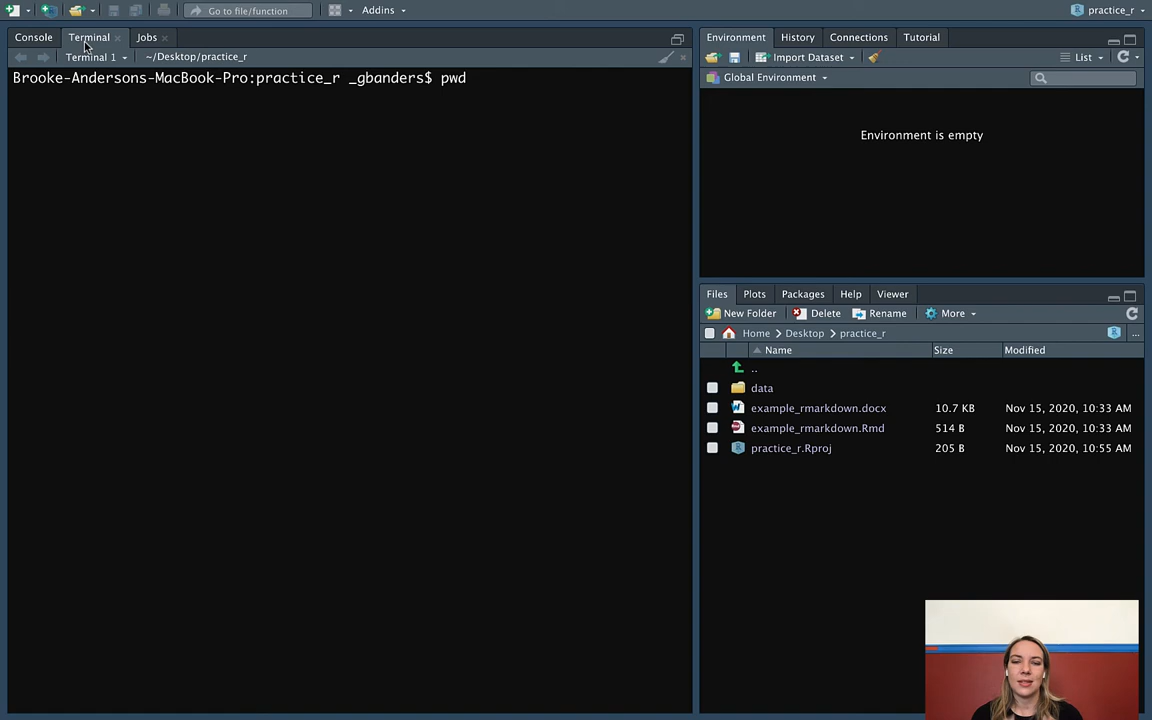 Go to file/function
Addins
practice_r
Console
Terminal
Jobs
Terminal 1
~/Desktop/practice_r
Brooke-Andersons-MacBook-Pro:practice_r _gbanders$ pwd
Environment
History
Connections
Tutorial
Import Dataset
List
Global Environment
Environment is empty
Files
Plots
Packages
Help
Viewer
New Folder
Delete
Rename
More
Home
Desktop
practice_r
...
Name
Size
Modified
..
data
example_rmarkdown.docx
10.7 KB
Nov 15, 2020, 10:33 AM
example_rmarkdown.Rmd
514 B
Nov 15, 2020, 10:33 AM
practice_r.Rproj
205 B
Nov 15, 2020, 10:55 AM